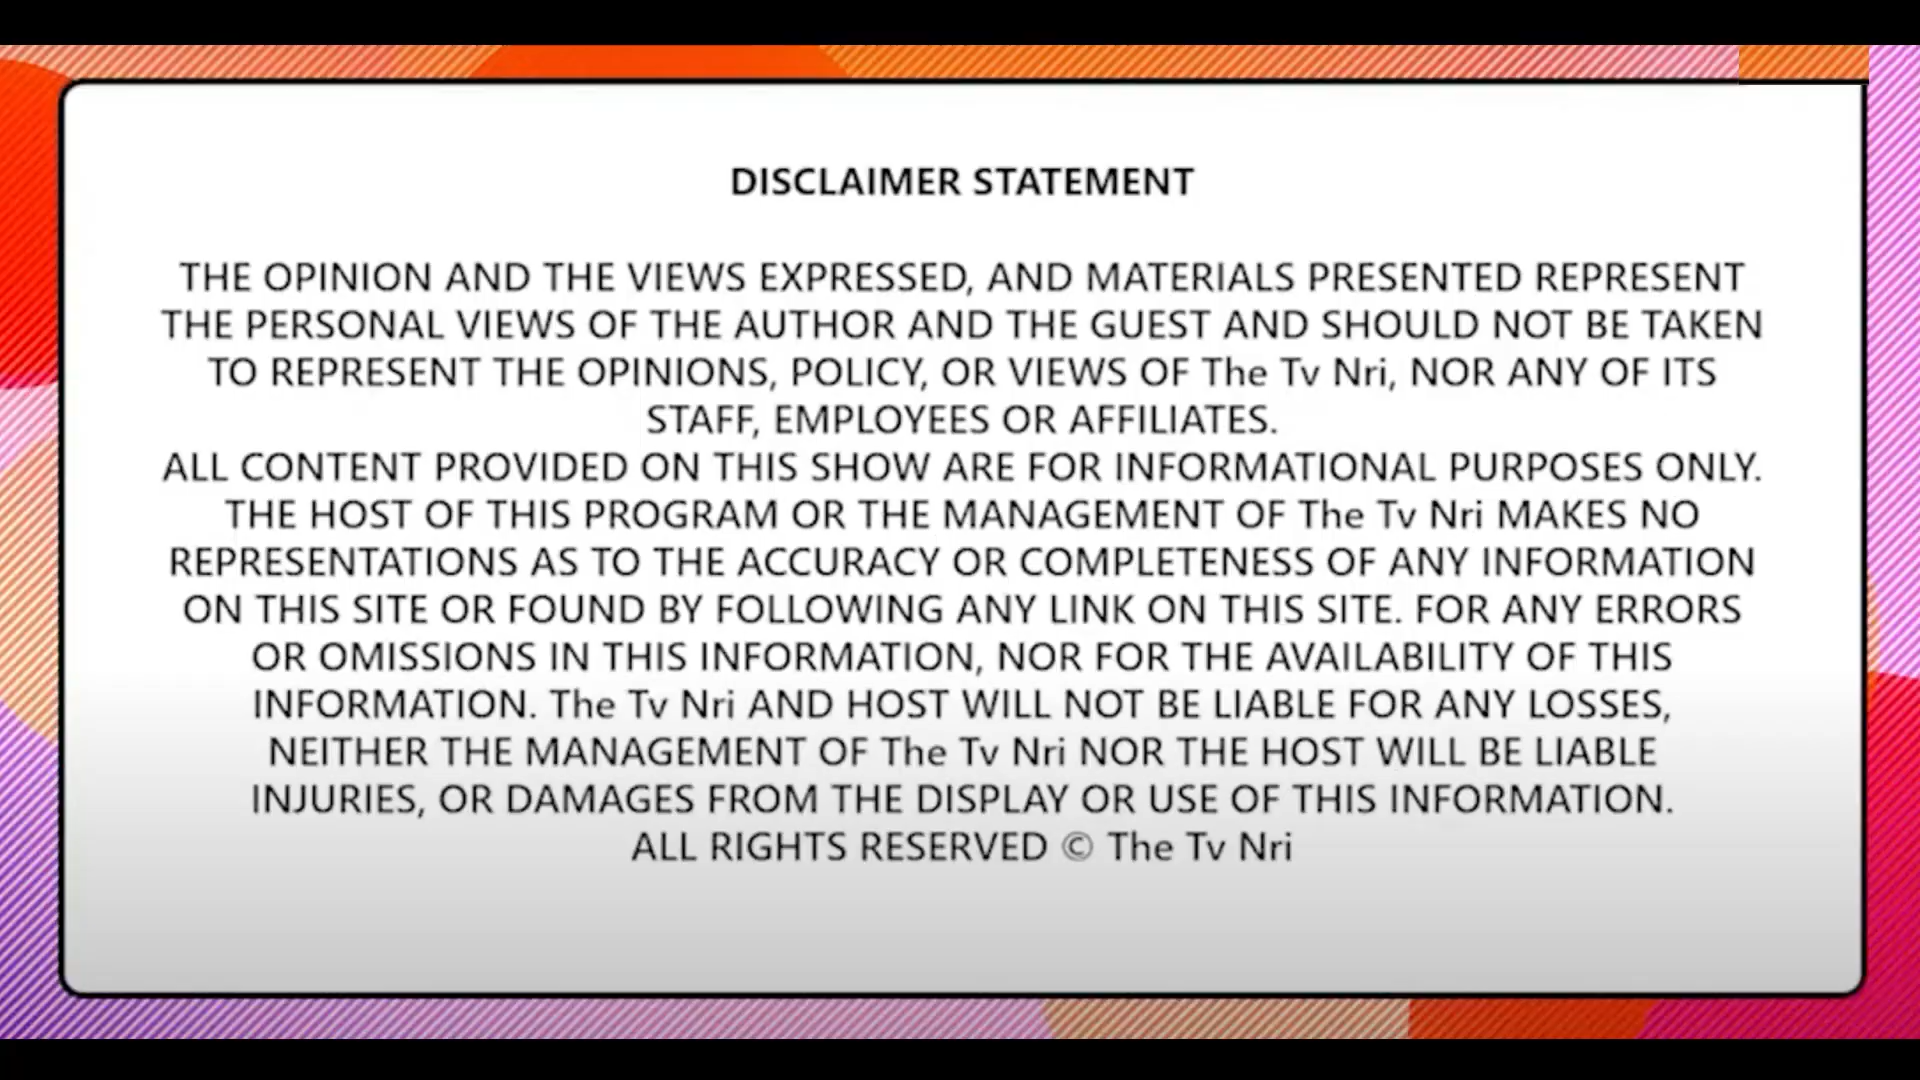 DISCLAIMER STATEMENT
THE OPINION AND THE VIEWS EXPRESSED, AND MATERIALS PRESENTED REPRESENT
THE PERSONAL VIEWS OF THE AUTHOR AND THE GUEST AND SHOULD NOT BE TAKEN
TO REPRESENT THE OPINIONS, POLICY, OR VIEWS OF The Tv Nri, NOR ANY OF ITS
STAFF, EMPLOYEES OR AFFILIATES.
ALL CONTENT PROVIDED ON THIS SHOW ARE FOR INFORMATIONAL PURPOSES ONLY.
THE HOST OF THIS PROGRAM OR THE MANAGEMENT OF The Tv Nri MAKES NO
REPRESENTATIONS AS TO THE ACCURACY OR COMPLETENESS OF ANY INFORMATION
ON THIS SITE OR FOUND BY FOLLOWING ANY LINK ON THIS SITE. FOR ANY ERRORS
OR OMISSIONS IN THIS INFORMATION, NOR FOR THE AVAILABILITY OF THIS
INFORMATION. The Tv Nri AND HOST WILL NOT BE LIABLE FOR ANY LOSSES,
NEITHER THE MANAGEMENT OF The Tv Nri NOR THE HOST WILL BE LIABLE
INJURIES, OR DAMAGES FROM THE DISPLAY OR USE OF THIS INFORMATION.
ALL RIGHTS RESERVED © The Tv Nri